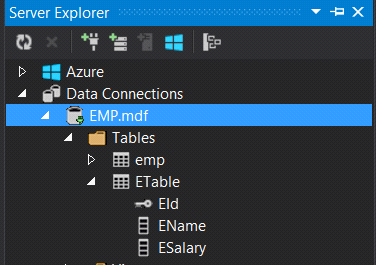 Server Explorer
Azure
Data Connections
EMP.mdf
Tables
emp
ETable
EId
EName
ESalary